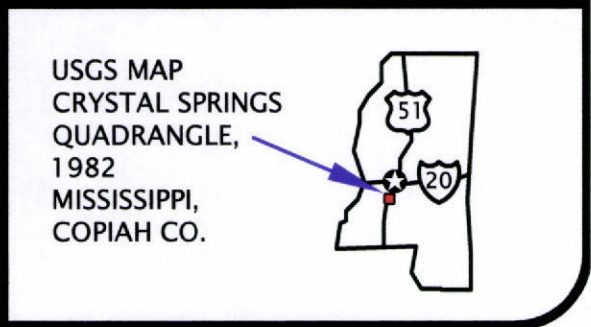 USGS MAP
CRYSTAL SPRINGS
QUADRANGLE,
1982
MISSISSIPPI,
COPIAH CO.
51
20